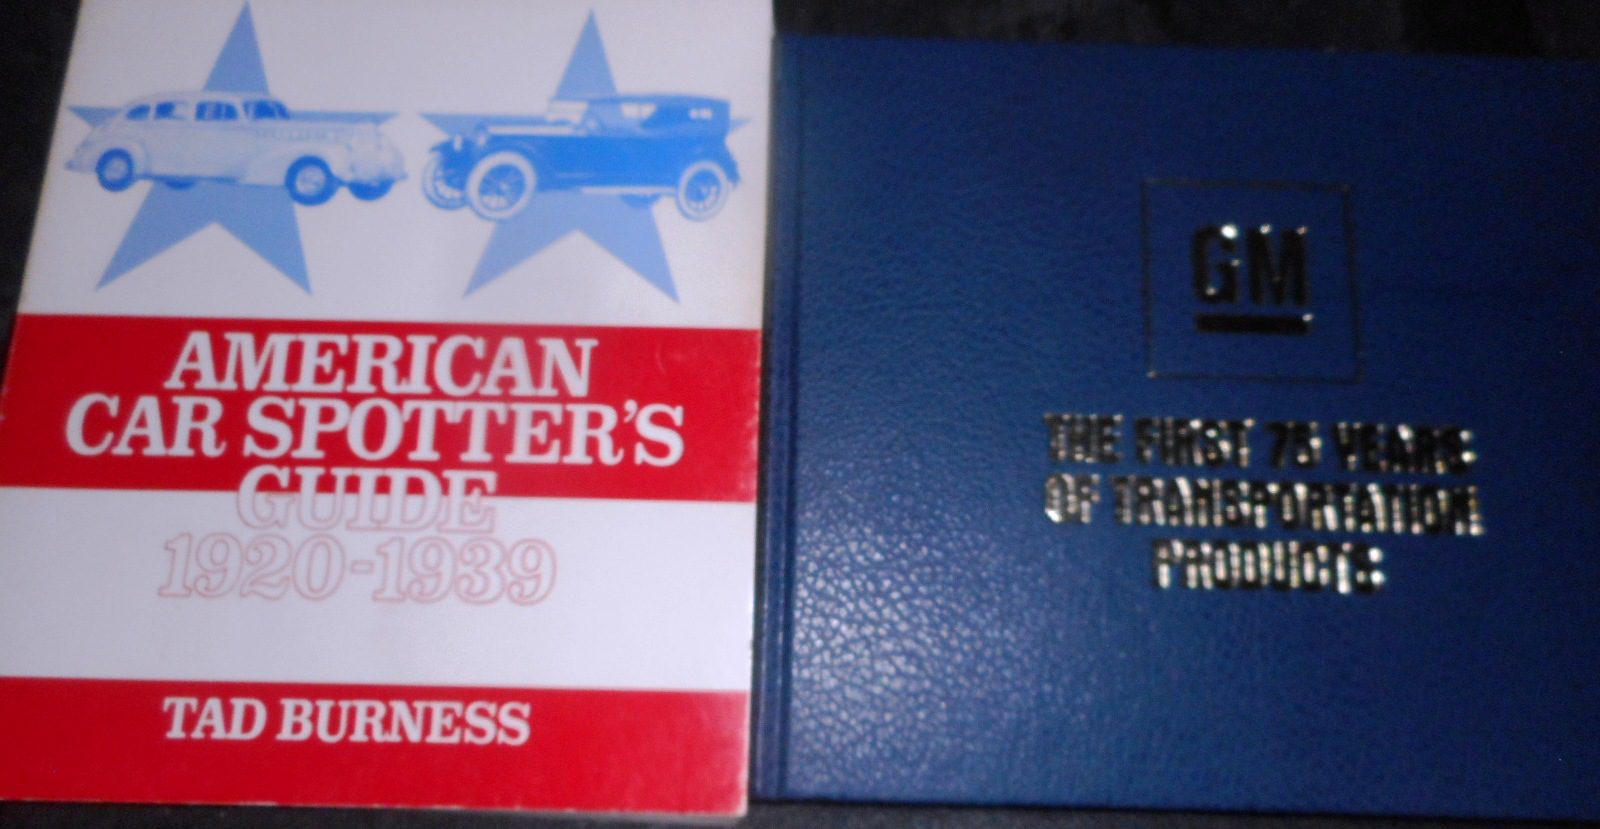 AMERICAN
CAR SPOTTER'S
GUIDE
1920-1939
TAD BURNESS
GM
THE FIRST 75 YEARS
OF TRANSPORTATION
PRODUCTS